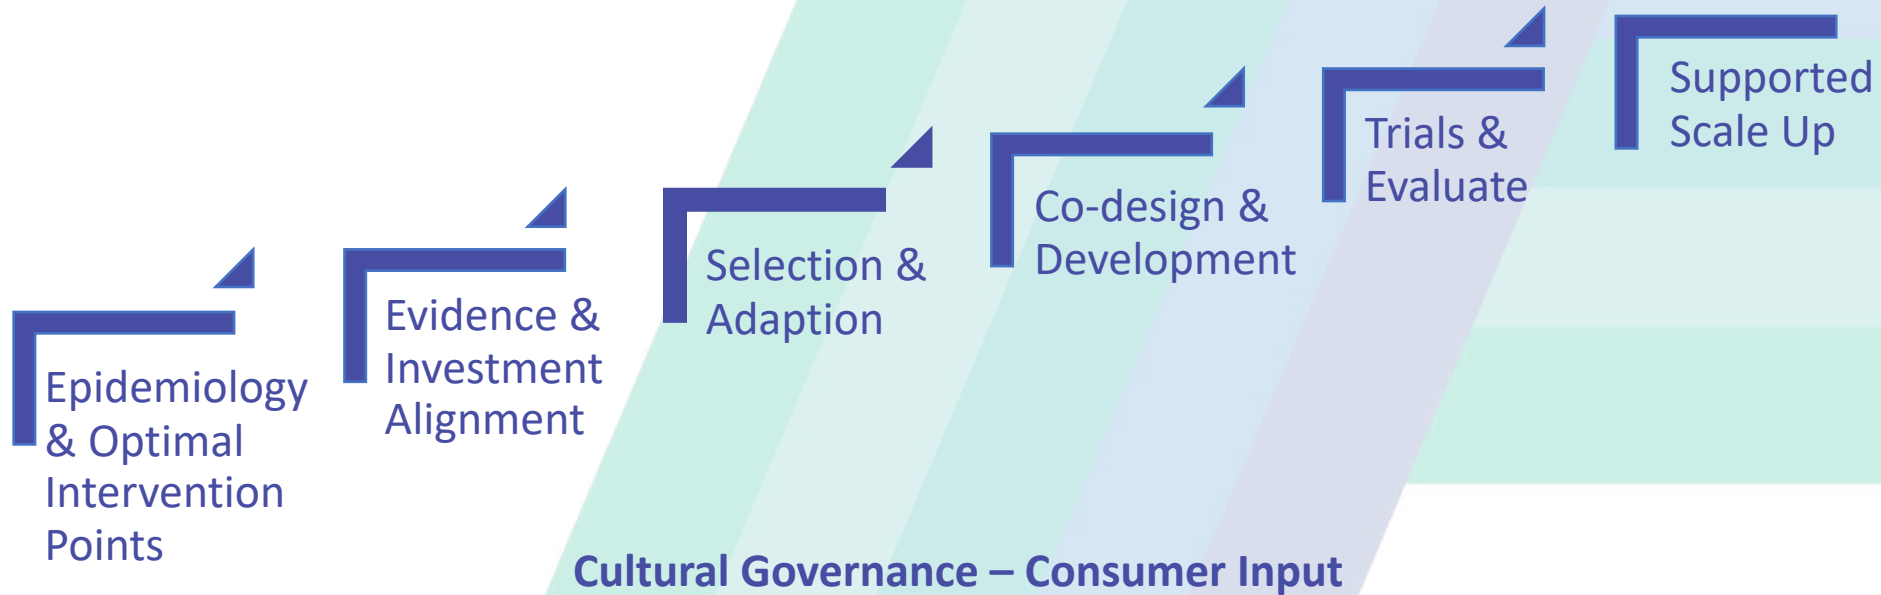 Epidemiology
& Optimal
Intervention
Points
Evidence &
Investment
Alignment
Selection &
Adaption
Co-design &
Development
Trials &
Evaluate
Supported
Scale Up
Cultural Governance – Consumer Input